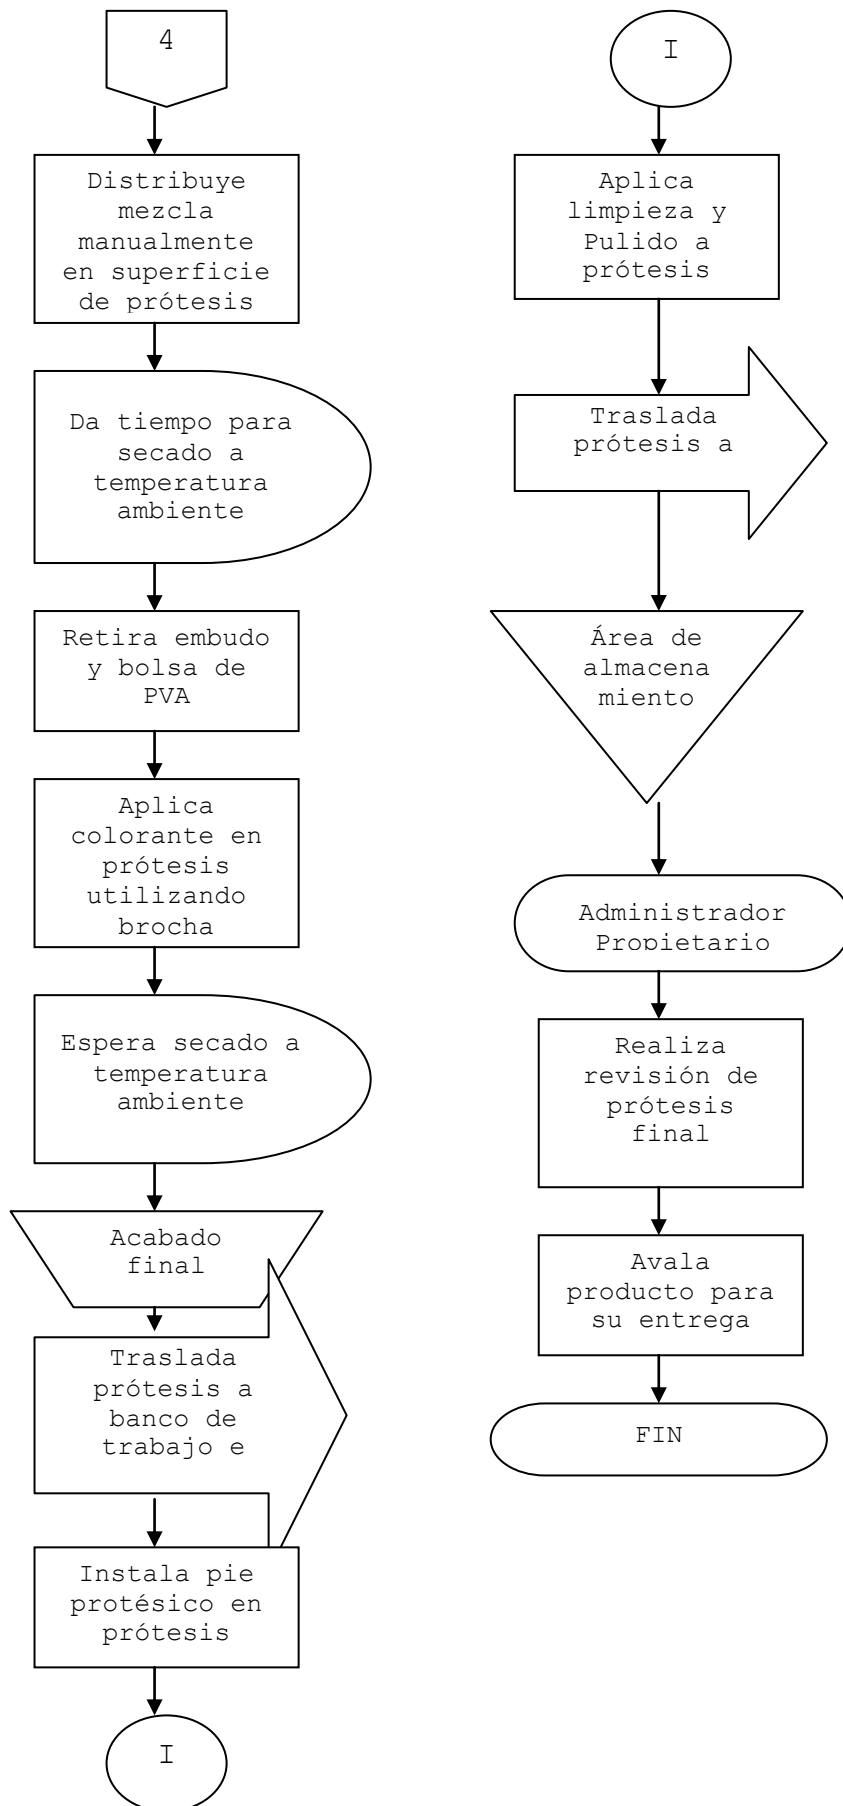 4
Distribuye
mezcla
manualmente
en superficie
de prótesis
Da tiempo para
secado a
temperatura
ambiente
Retira embudo
y bolsa de
PVA
Aplica
colorante en
prótesis
utilizando
brocha
Espera secado a
temperatura
ambiente
Acabado
final
Traslada
prótesis a
banco de
trabajo e
Instala pie
protésico en
prótesis
I
I
Aplica
limpieza y
Pulido a
prótesis
Traslada
prótesis a
Área de
almacena
miento
Administrador
Propietario
Realiza
revisión de
prótesis
final
Avala
producto para
su entrega
FIN